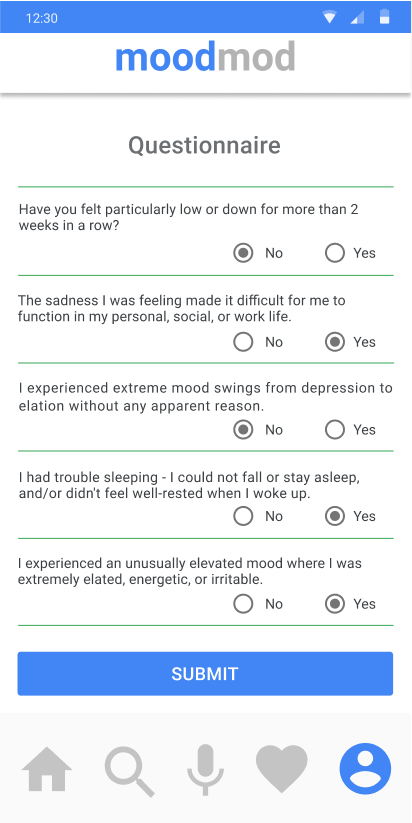 12:30
moodmod
Questionnaire
Have you felt particularly low or down for more than 2
weeks in a row?
No Yes
The sadness I was feeling made it difficult for me to
function in my personal, social, or work life.
No Yes
I experienced extreme mood swings from depression to
elation without any apparent reason.
No Yes
I had trouble sleeping - I could not fall or stay asleep,
and/or didn't feel well-rested when I woke up.
No Yes
I experienced an unusually elevated mood where I was
extremely elated, energetic, or irritable.
No Yes
SUBMIT